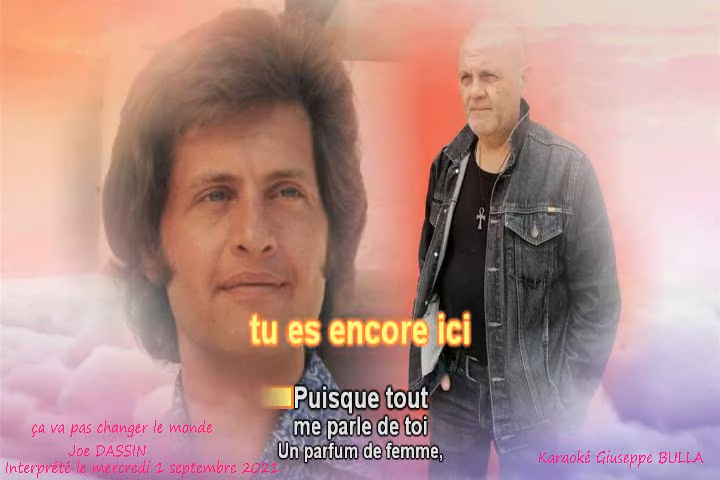 tu es encore ici
Puisque tout
me parle de toi
Un parfum de femme,
ça va pas changer le monde
Joe DASSIN
Interprété le mercredi 1 septembre 2021
Karaoké Giuseppe BULLA